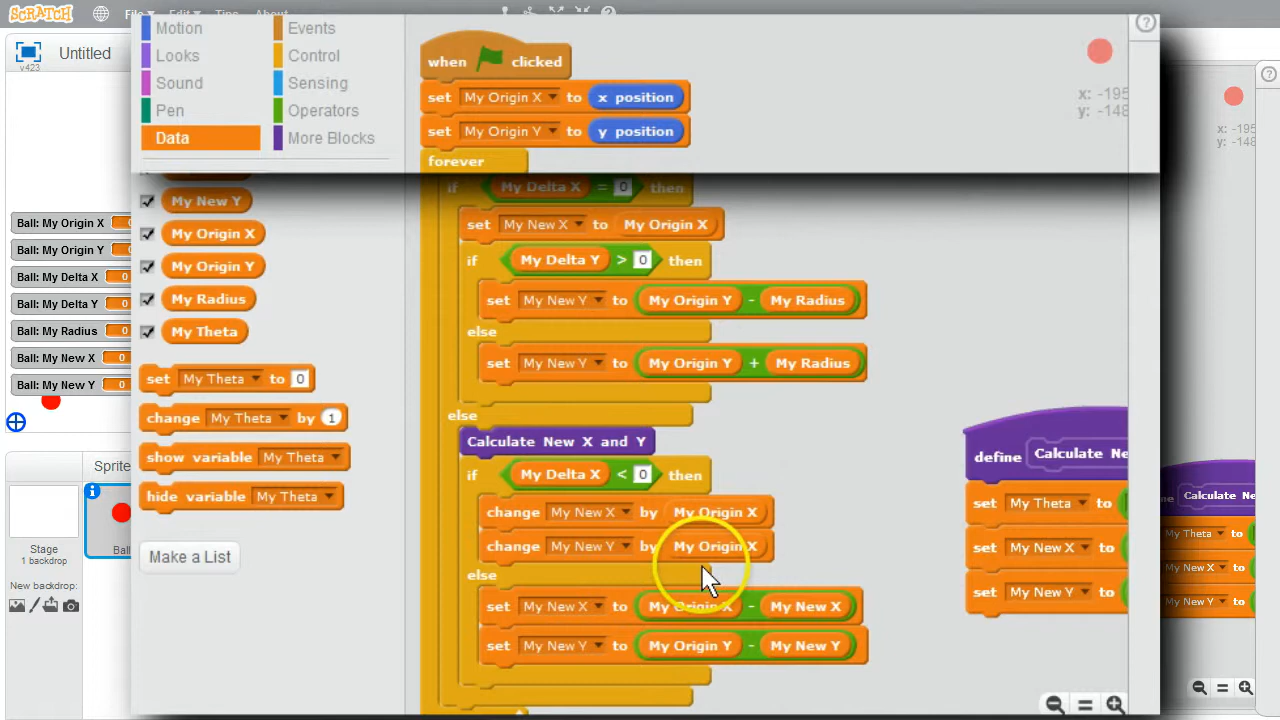 SCRATCH File Edit Tips About
v423 Untitled
Motion
Looks
Sound
Pen
Data
Events
Control
Sensing
Operators
More Blocks
My New Y
My Origin X
My Origin Y
My Radius
My Theta
set My Theta to 0
change My Theta by 1
show variable My Theta
hide variable My Theta
Make a List
Ball: My Origin X
Ball: My Origin Y
Ball: My Delta X 0
Ball: My Delta Y 0
Ball: My Radius 0
Ball: My New X 0
Ball: My New Y 0
Sprite
Stage
1 backdrop
New backdrop:
Ball
when clicked
set My Origin X to x position
set My Origin Y to y position
forever
if My Delta X = 0 then
set My New X to My Origin X
if My Delta Y > 0 then
set My New Y to My Origin Y - My Radius
else
set My New Y to My Origin Y + My Radius
else
Calculate New X and Y
if My Delta X < 0 then
change My New X by My Origin X
change My New Y by My Origin X
else
set My New X to My Origin X - My New X
set My New Y to My Origin Y - My New Y
x: -195
y: -148
define Calculate Ne
set My Theta to
set My New X to
set My New Y to
x: -195
y: -142
ne Calculate Ne
My Theta to
My New X to
My New Y to